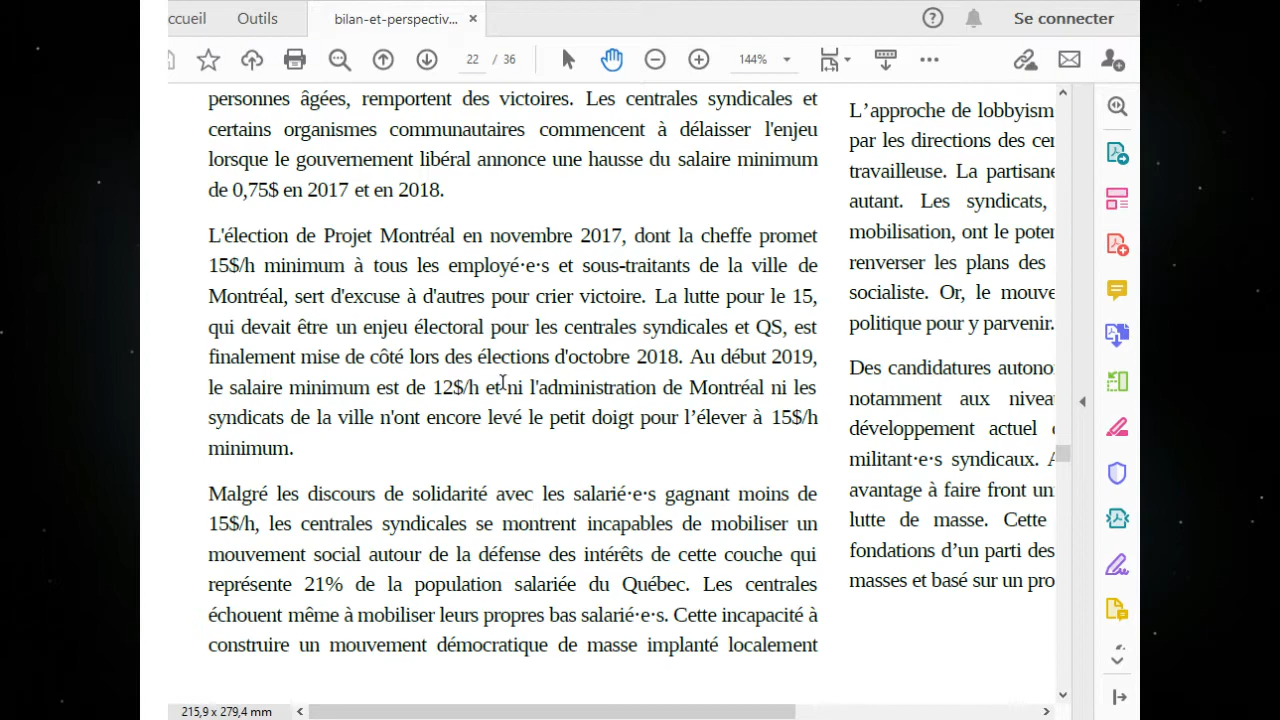 ccueil
Outils
bilan-et-perspectiv... ×
?
Se connecter
22 / 36
144%
personnes âgées, remportent des victoires. Les centrales syndicales et
certains organismes communautaires commencent à délaisser l'enjeu
lorsque le gouvernement libéral annonce une hausse du salaire minimum
de 0,75$ en 2017 et en 2018.
L'élection de Projet Montréal en novembre 2017, dont la cheffe promet
15$/h minimum à tous les employé·e·s et sous-traitants de la ville de
Montréal, sert d'excuse à d'autres pour crier victoire. La lutte pour le 15,
qui devait être un enjeu électoral pour les centrales syndicales et QS, est
finalement mise de côté lors des élections d'octobre 2018. Au début 2019,
le salaire minimum est de 12$/h et ni l'administration de Montréal ni les
syndicats de la ville n'ont encore levé le petit doigt pour l’élever à 15$/h
minimum.
Malgré les discours de solidarité avec les salarié·e·s gagnant moins de
15$/h, les centrales syndicales se montrent incapables de mobiliser un
mouvement social autour de la défense des intérêts de cette couche qui
représente 21% de la population salariée du Québec. Les centrales
échouent même à mobiliser leurs propres bas salarié·e·s. Cette incapacité à
construire un mouvement démocratique de masse implanté localement
L’approche de lobbyism
par les directions des cer
travailleuse. La partisane
autant. Les syndicats,
mobilisation, ont le poter
renverser les plans des
socialiste. Or, le mouve
politique pour y parvenir.
Des candidatures autono
notamment aux nivea
développement actuel
militant·e·s syndicaux. A
avantage à faire front un
lutte de masse. Cette
fondations d’un parti des
masses et basé sur un pro
215,9 x 279,4 mm